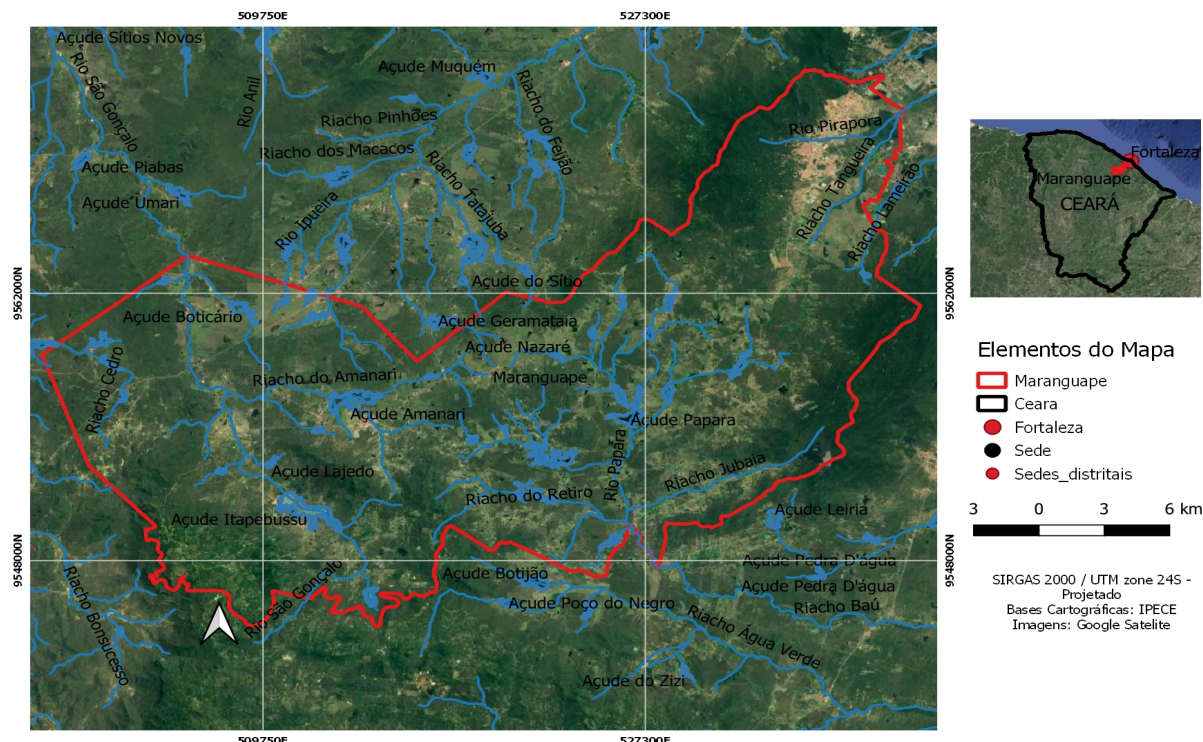 509750E
527300E
Açude Sítios Novos
Rio São Gonçalo
Rio Anil
Açude Muquém
Riacho do Feijão
Riacho Pinhões
Riacho dos Macacos
Rio Pirapora
Riacho Tangueira
Riacho Lameirão
Açude Piabas
Açude Umari
Rio Ipueira
Riacho Tatajuba
Açude do Sítio
9562000N
9562000N
Açude Boticário
Açude Geramataia
Açude Nazaré
Riacho Cedro
Riacho do Amanari
Maranguape
Açude Amanari
Açude Papara
Rio Papara
Açude Lajedo
Riacho Jubaia
Riacho do Retiro
Açude Itapebussu
Açude Leiria
9548000N
9548000N
Açude Pedra D'água
Açude Botijão
Açude Pedra D'água
Riacho Bonsucesso
Rio São Gonçalo
Açude Poço do Negro
Riacho Baú
Riacho Água Verde
Açude do Zizi
509750E
527300E
Fortaleza
Maranguape
CEARÁ
Elementos do Mapa
Maranguape
Ceara
Fortaleza
Sede
Sedes_distritais
3 0 3 6 km
SIRGAS 2000 / UTM zone 24S -
Projetado
Bases Cartográficas: IPECE
Imagens: Google Satelite